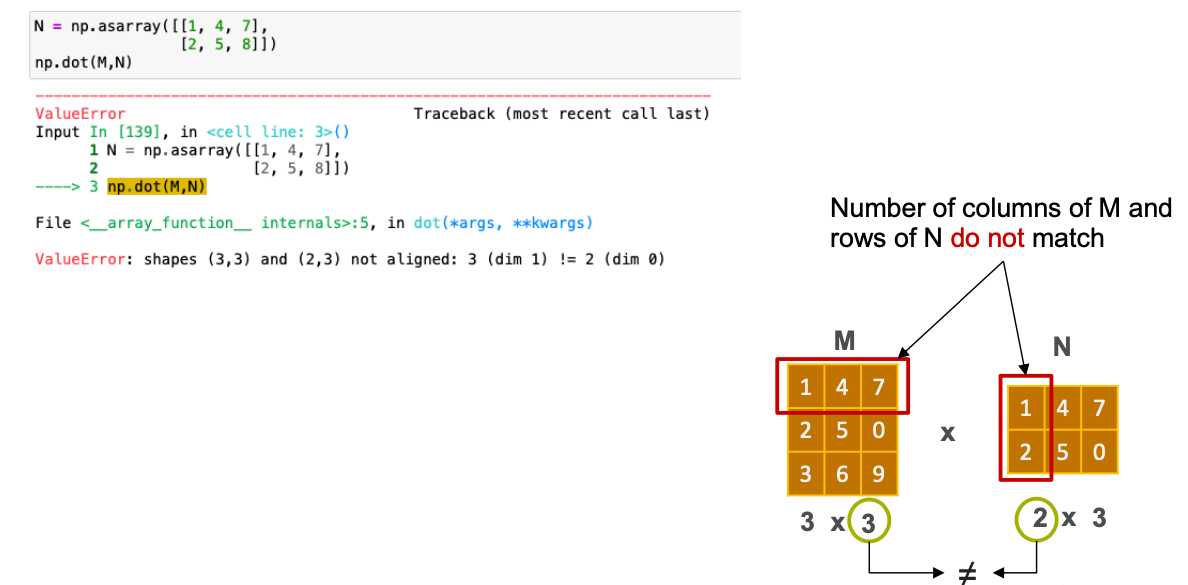 N = np.asarray([[1, 4, 7],
[2, 5, 8]])
np.dot(M,N)
ValueError Traceback (most recent call last)
Input In [139], in <cell line: 3>()
1 N = np.asarray([[1, 4, 7],
2 [2, 5, 8]])
----> 3 np.dot(M,N)
File <__array_function__ internals>:5, in dot(*args, **kwargs)
ValueError: shapes (3,3) and (2,3) not aligned: 3 (dim 1) != 2 (dim 0)
Number of columns of M and
rows of N do not match
M
1 4 7
2 5 0
3 6 9
3 x 3
x
N
1 4 7
2 5 0
2 x 3
≠